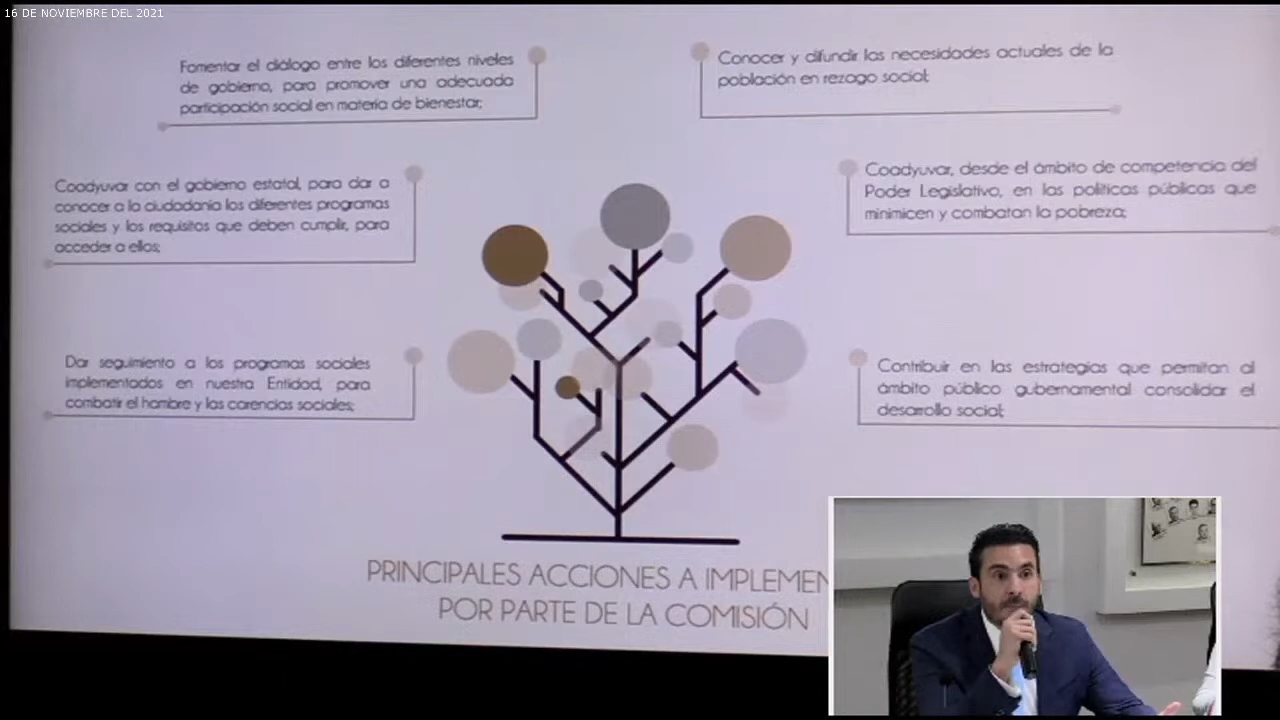 16 DE NOVIEMBRE DEL 2021
Fomentar el diálogo entre los diferentes niveles
de gobierno, para promover una adecuada
participación social en materia de bienestar;
Conocer y difundir las necesidades actuales de la
población en rezago social;
Coadyuvar con el gobierno estatal, para dar a
conocer a la ciudadanía los diferentes programas
sociales y los requisitos que deben cumplir, para
acceder a ellos;
Coadyuvar, desde el ámbito de competencia del
Poder Legislativo, en las políticas públicas que
minimicen y combatan la pobreza;
Dar seguimiento a los programas sociales
implementados en nuestra Entidad, para
combatir el hambre y las carencias sociales;
Contribuir en las estrategias que permitan al
ámbito público gubernamental consolidar el
desarrollo social;
PRINCIPALES ACCIONES A IMPLEMEN
POR PARTE DE LA COMISIÓN